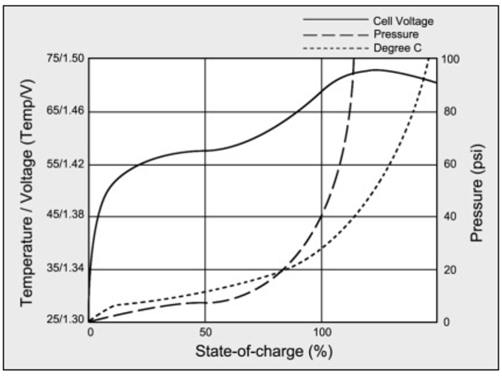 Cell Voltage
Pressure
Degree C
75/1.50
65/1.46
55/1.42
45/1.38
35/1.34
25/1.30
Temperature / Voltage (Temp/V)
100
80
60
40
20
0
Pressure (psi)
0
50
100
State-of-charge (%)